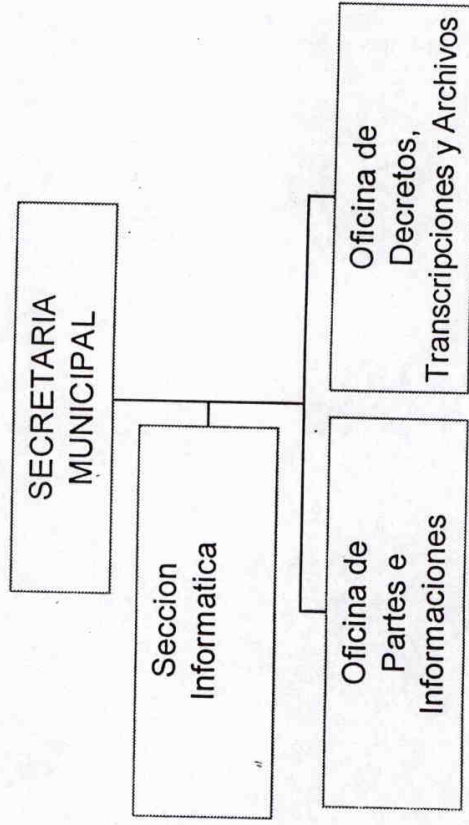 SECRETARIA
MUNICIPAL
Seccion
Informatica
Oficina de
Partes e
Informaciones
Oficina de
Decretos,
Transcripciones y Archivos